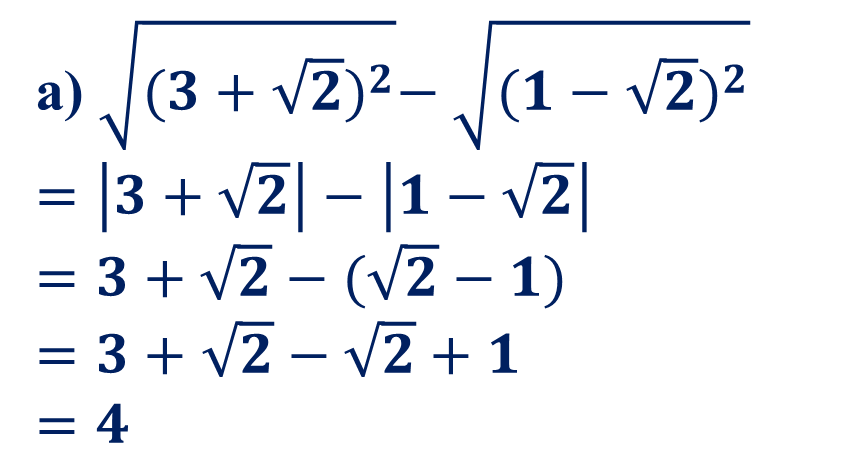 a) √(3 + √2)² − √(1 − √2)²
= |3 + √2| − |1 − √2|
= 3 + √2 − (√2 − 1)
= 3 + √2 − √2 + 1
= 4